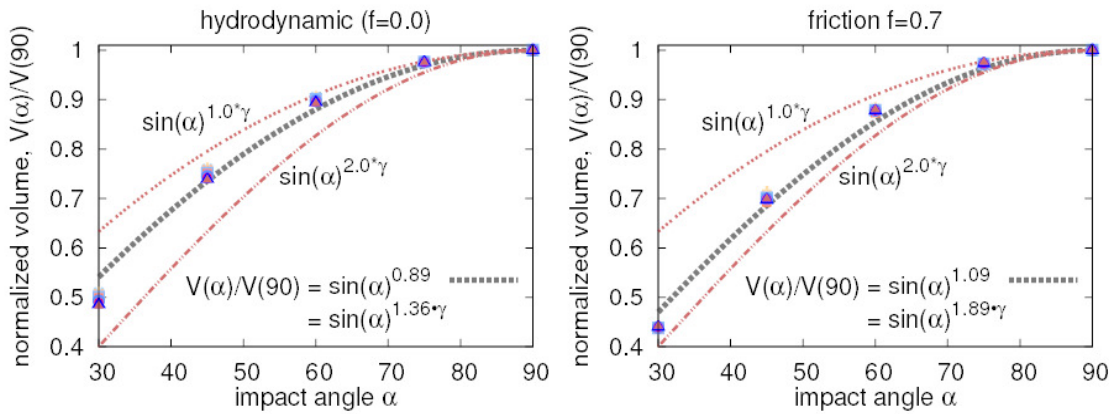 hydrodynamic (f=0.0)
normalized volume, V(α)/V(90)
1
0.9
0.8
0.7
0.6
0.5
0.4
sin(α)^1.0*γ
sin(α)^2.0*γ
V(α)/V(90) = sin(α)^0.89
= sin(α)^1.36•γ
30 40 50 60 70 80 90
impact angle α
friction f=0.7
normalized volume, V(α)/V(90)
1
0.9
0.8
0.7
0.6
0.5
0.4
sin(α)^1.0*γ
sin(α)^2.0*γ
V(α)/V(90) = sin(α)^1.09
= sin(α)^1.89•γ
30 40 50 60 70 80 90
impact angle α